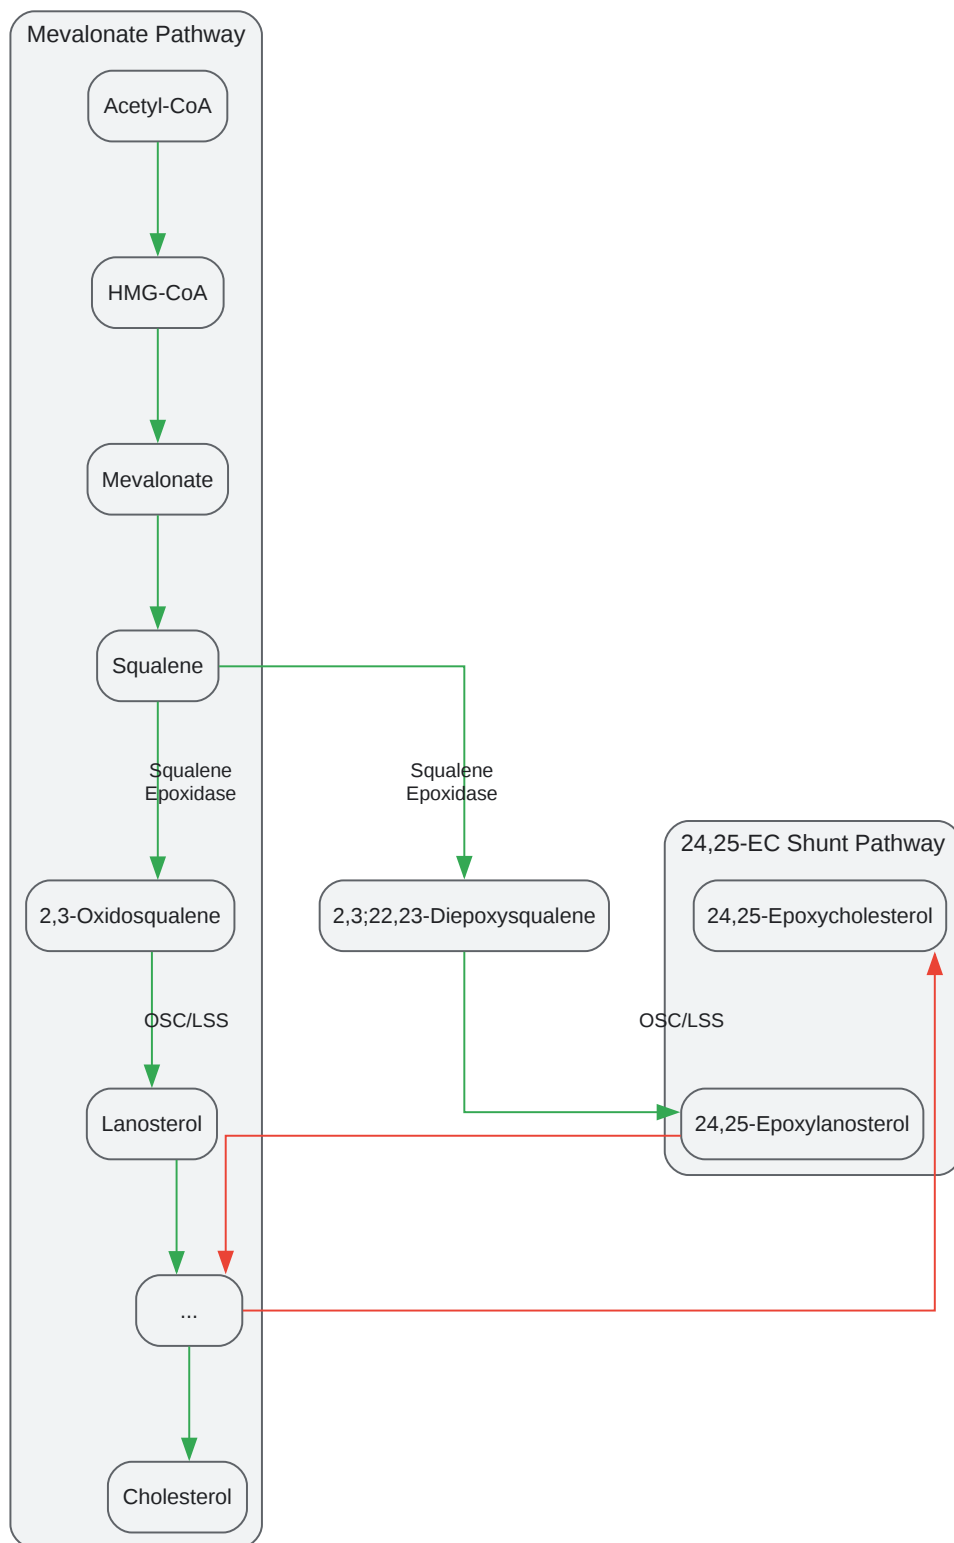 Mevalonate Pathway
Acetyl-CoA
HMG-CoA
Mevalonate
Squalene
Squalene
Epoxidase
Squalene
Epoxidase
24,25-EC Shunt Pathway
2,3-Oxidosqualene
2,3;22,23-Diepoxysqualene
24,25-Epoxycholesterol
OSC/LSS
OSC/LSS
Lanosterol
24,25-Epoxylanosterol
...
Cholesterol